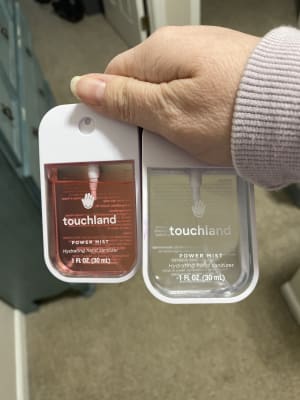 touchland
POWER MIST
Hydrating hand sanitizer
1 FL OZ. (30 mL)
touchland
POWER MIST
Hydrating hand sanitizer
1 FL OZ. (30 mL)